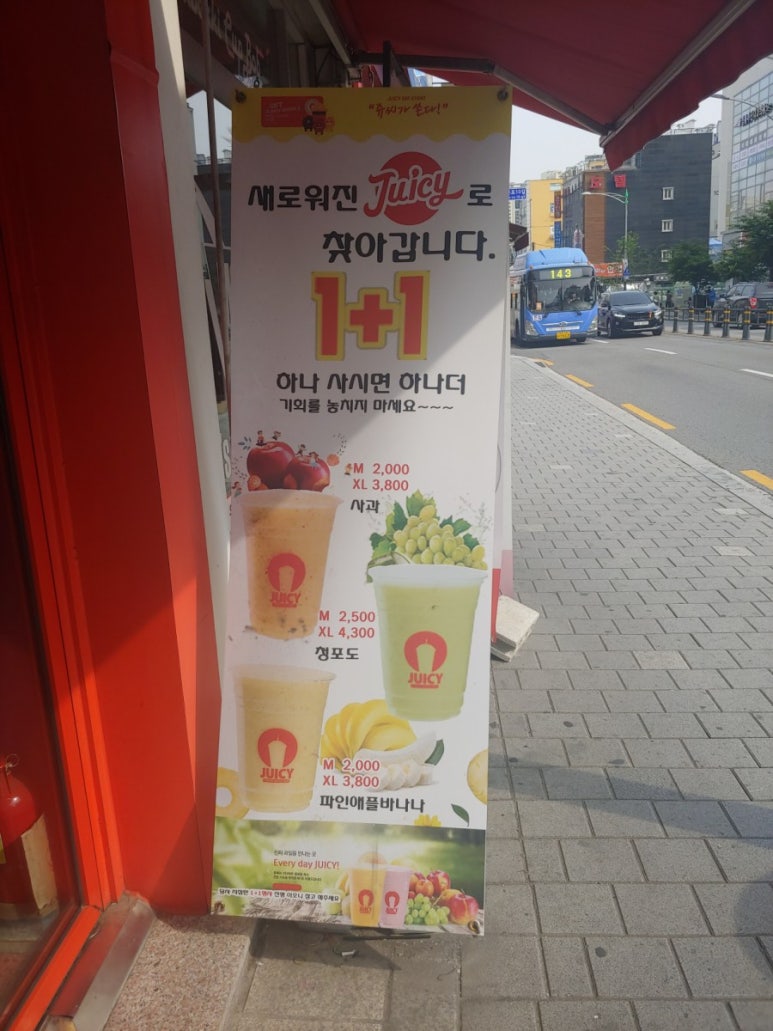 "쥬씨가 쏜다!"
새로워진 Juicy로
찾아갑니다.
1+1
하나 사시면 하나더
기회를 놓치지 마세요~~~
M 2,000
XL 3,800
사과
JUICY
M 2,500
XL 4,300
청포도
JUICY
M 2,000
XL 3,800
파인애플바나나
JUICY
Every day JUICY!
143